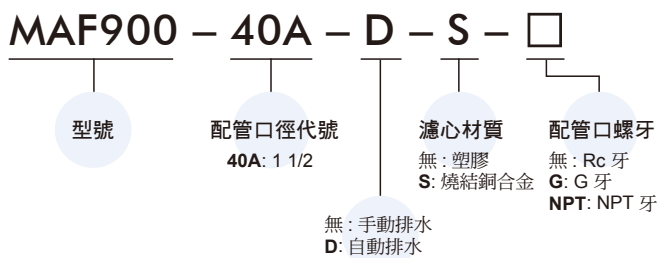 MAF900 – 40A – D – S – □
型號
配管口徑代號
40A: 1 1/2
無 : 手動排水
D: 自動排水
濾心材質
無 : 塑膠
S: 燒結銅合金
配管口螺牙
無 : Rc 牙
G: G 牙
NPT: NPT 牙